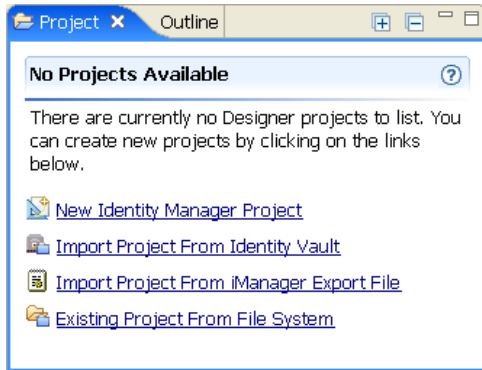 Project Outline
No Projects Available
There are currently no Designer projects to list. You
can create new projects by clicking on the links
below.
New Identity Manager Project
Import Project From Identity Vault
Import Project From iManager Export File
Existing Project From File System